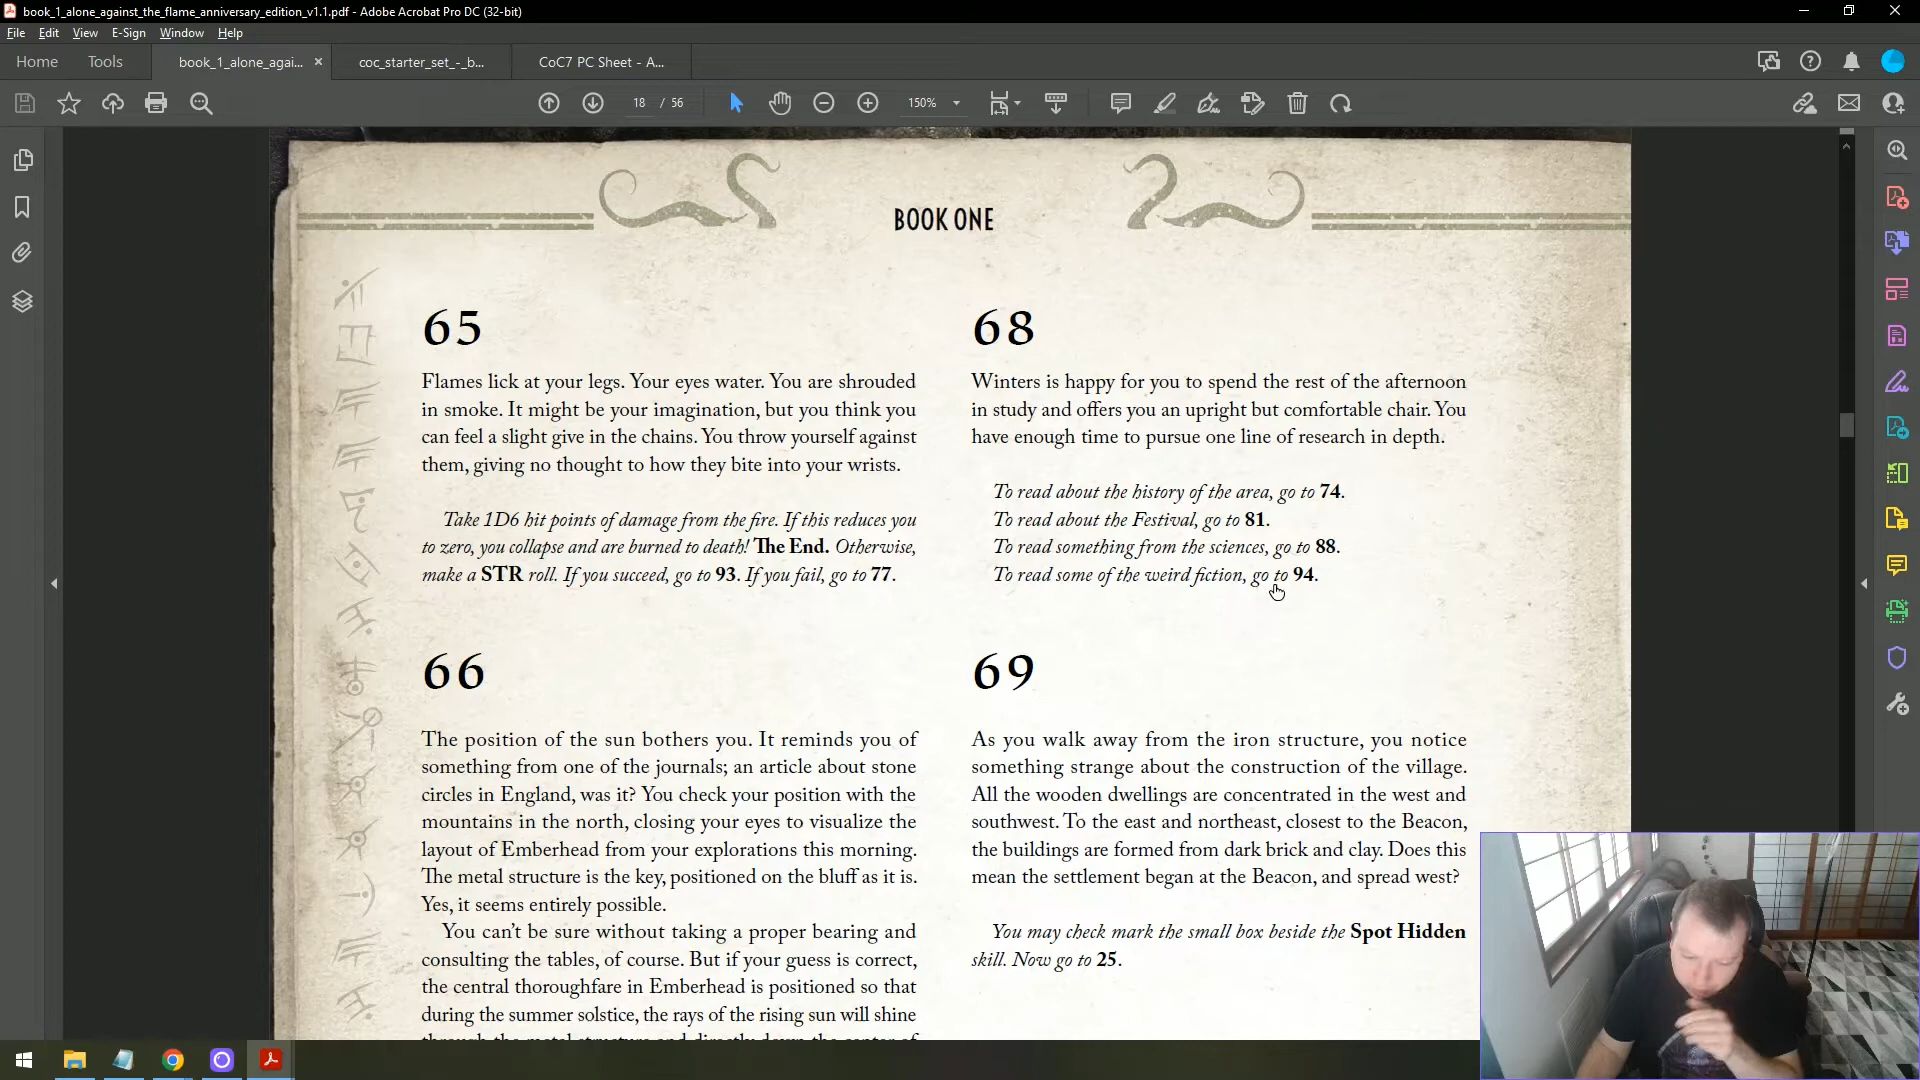 book_1_alone_against_the_flame_anniversary_edition_v1.1.pdf - Adobe Acrobat Pro DC (32-bit)
File Edit View E-Sign Window Help
Home Tools book_1_alone_agai... × coc_starter_set_-_b... CoC7 PC Sheet - A...
18 / 56 150%
BOOK ONE
65
Flames lick at your legs. Your eyes water. You are shrouded
in smoke. It might be your imagination, but you think you
can feel a slight give in the chains. You throw yourself against
them, giving no thought to how they bite into your wrists.
Take 1D6 hit points of damage from the fire. If this reduces you
to zero, you collapse and are burned to death! The End. Otherwise,
make a STR roll. If you succeed, go to 93. If you fail, go to 77.
66
The position of the sun bothers you. It reminds you of
something from one of the journals; an article about stone
circles in England, was it? You check your position with the
mountains in the north, closing your eyes to visualize the
layout of Emberhead from your explorations this morning.
The metal structure is the key, positioned on the bluff as it is.
Yes, it seems entirely possible.
You can't be sure without taking a proper bearing and
consulting the tables, of course. But if your guess is correct,
the central thoroughfare in Emberhead is positioned so that
during the summer solstice, the rays of the rising sun will shine
through the metal structure and directly down the center of
68
Winters is happy for you to spend the rest of the afternoon
in study and offers you an upright but comfortable chair. You
have enough time to pursue one line of research in depth.
To read about the history of the area, go to 74.
To read about the Festival, go to 81.
To read something from the sciences, go to 88.
To read some of the weird fiction, go to 94.
69
As you walk away from the iron structure, you notice
something strange about the construction of the village.
All the wooden dwellings are concentrated in the west and
southwest. To the east and northeast, closest to the Beacon,
the buildings are formed from dark brick and clay. Does this
mean the settlement began at the Beacon, and spread west?
You may check mark the small box beside the Spot Hidden
skill. Now go to 25.